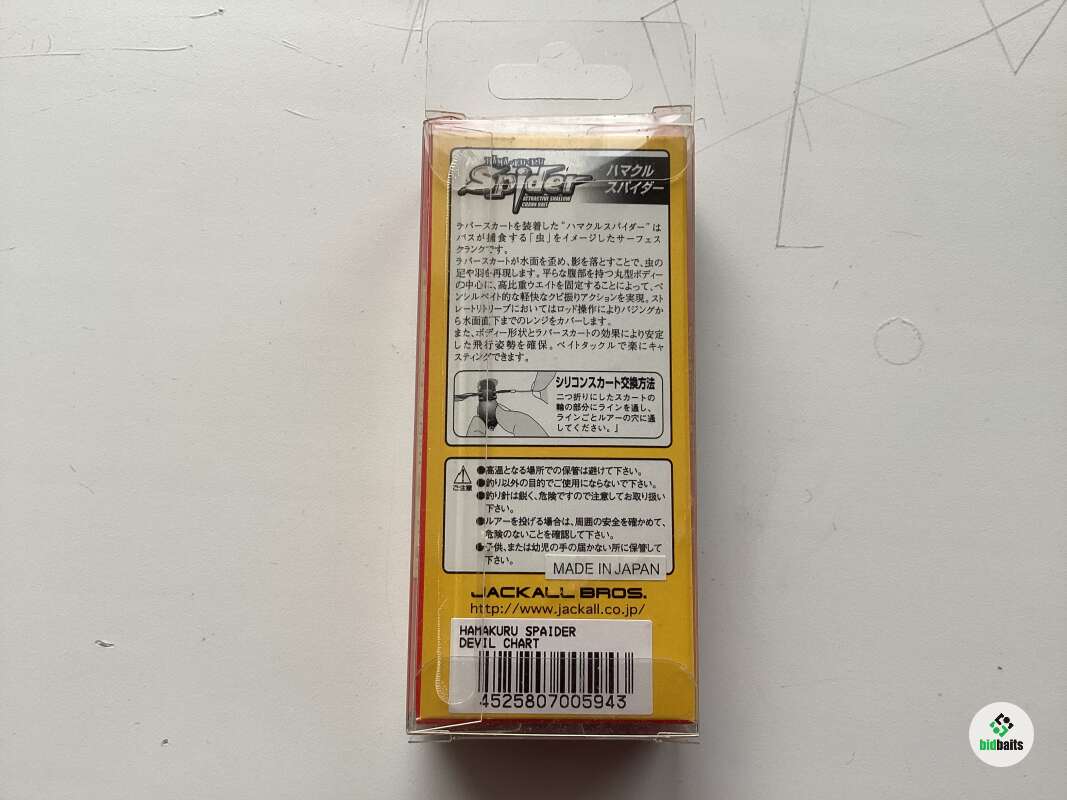 Spider
ATTRACTIVE SHALLOW
CRANK BAIT
ハマクル
スパイダー
ラバースカートを装着した“ハマクルスパイダー”は
バスが捕食する「虫」をイメージしたサーフェス
クランクです。
ラバースカートが水面を歪め、影を落とすことで、虫の
足や羽を再現します。平らな腹部を持つ丸型ボディー
の中心に、高比重ウエイトを固定することによって、ペ
ンシルベイト的な軽快なクビ振りアクションを実現。スト
レートリトリーブにおいてはロッド操作によりバジングか
ら水面直下までのレンジをカバーします。
また、ボディー形状とラバースカートの効果により安定
した飛行姿勢を確保。ベイトタックルで楽にキャ
スティングできます。
シリコンスカート交換方法
二つ折りにしたスカートの
輪の部分にラインを通し、
ラインごとルアーの穴に通
してください。」
ご注意
●高温となる場所での保管は避けて下さい。
●釣り以外の目的でご使用にならないで下さい。
●釣り針は鋭く、危険ですので注意してお取り扱い
下さい。
●ルアーを投げる場合は、周囲の安全を確かめて、
危険のないことを確認して下さい。
●子供、または幼児の手の届かない所に保管して
下さい。
MADE IN JAPAN
JACKALL BROS.
http://www.jackall.co.jp/
HAMAKURU SPAIDER
DEVIL CHART
4525807005943
bidbaits